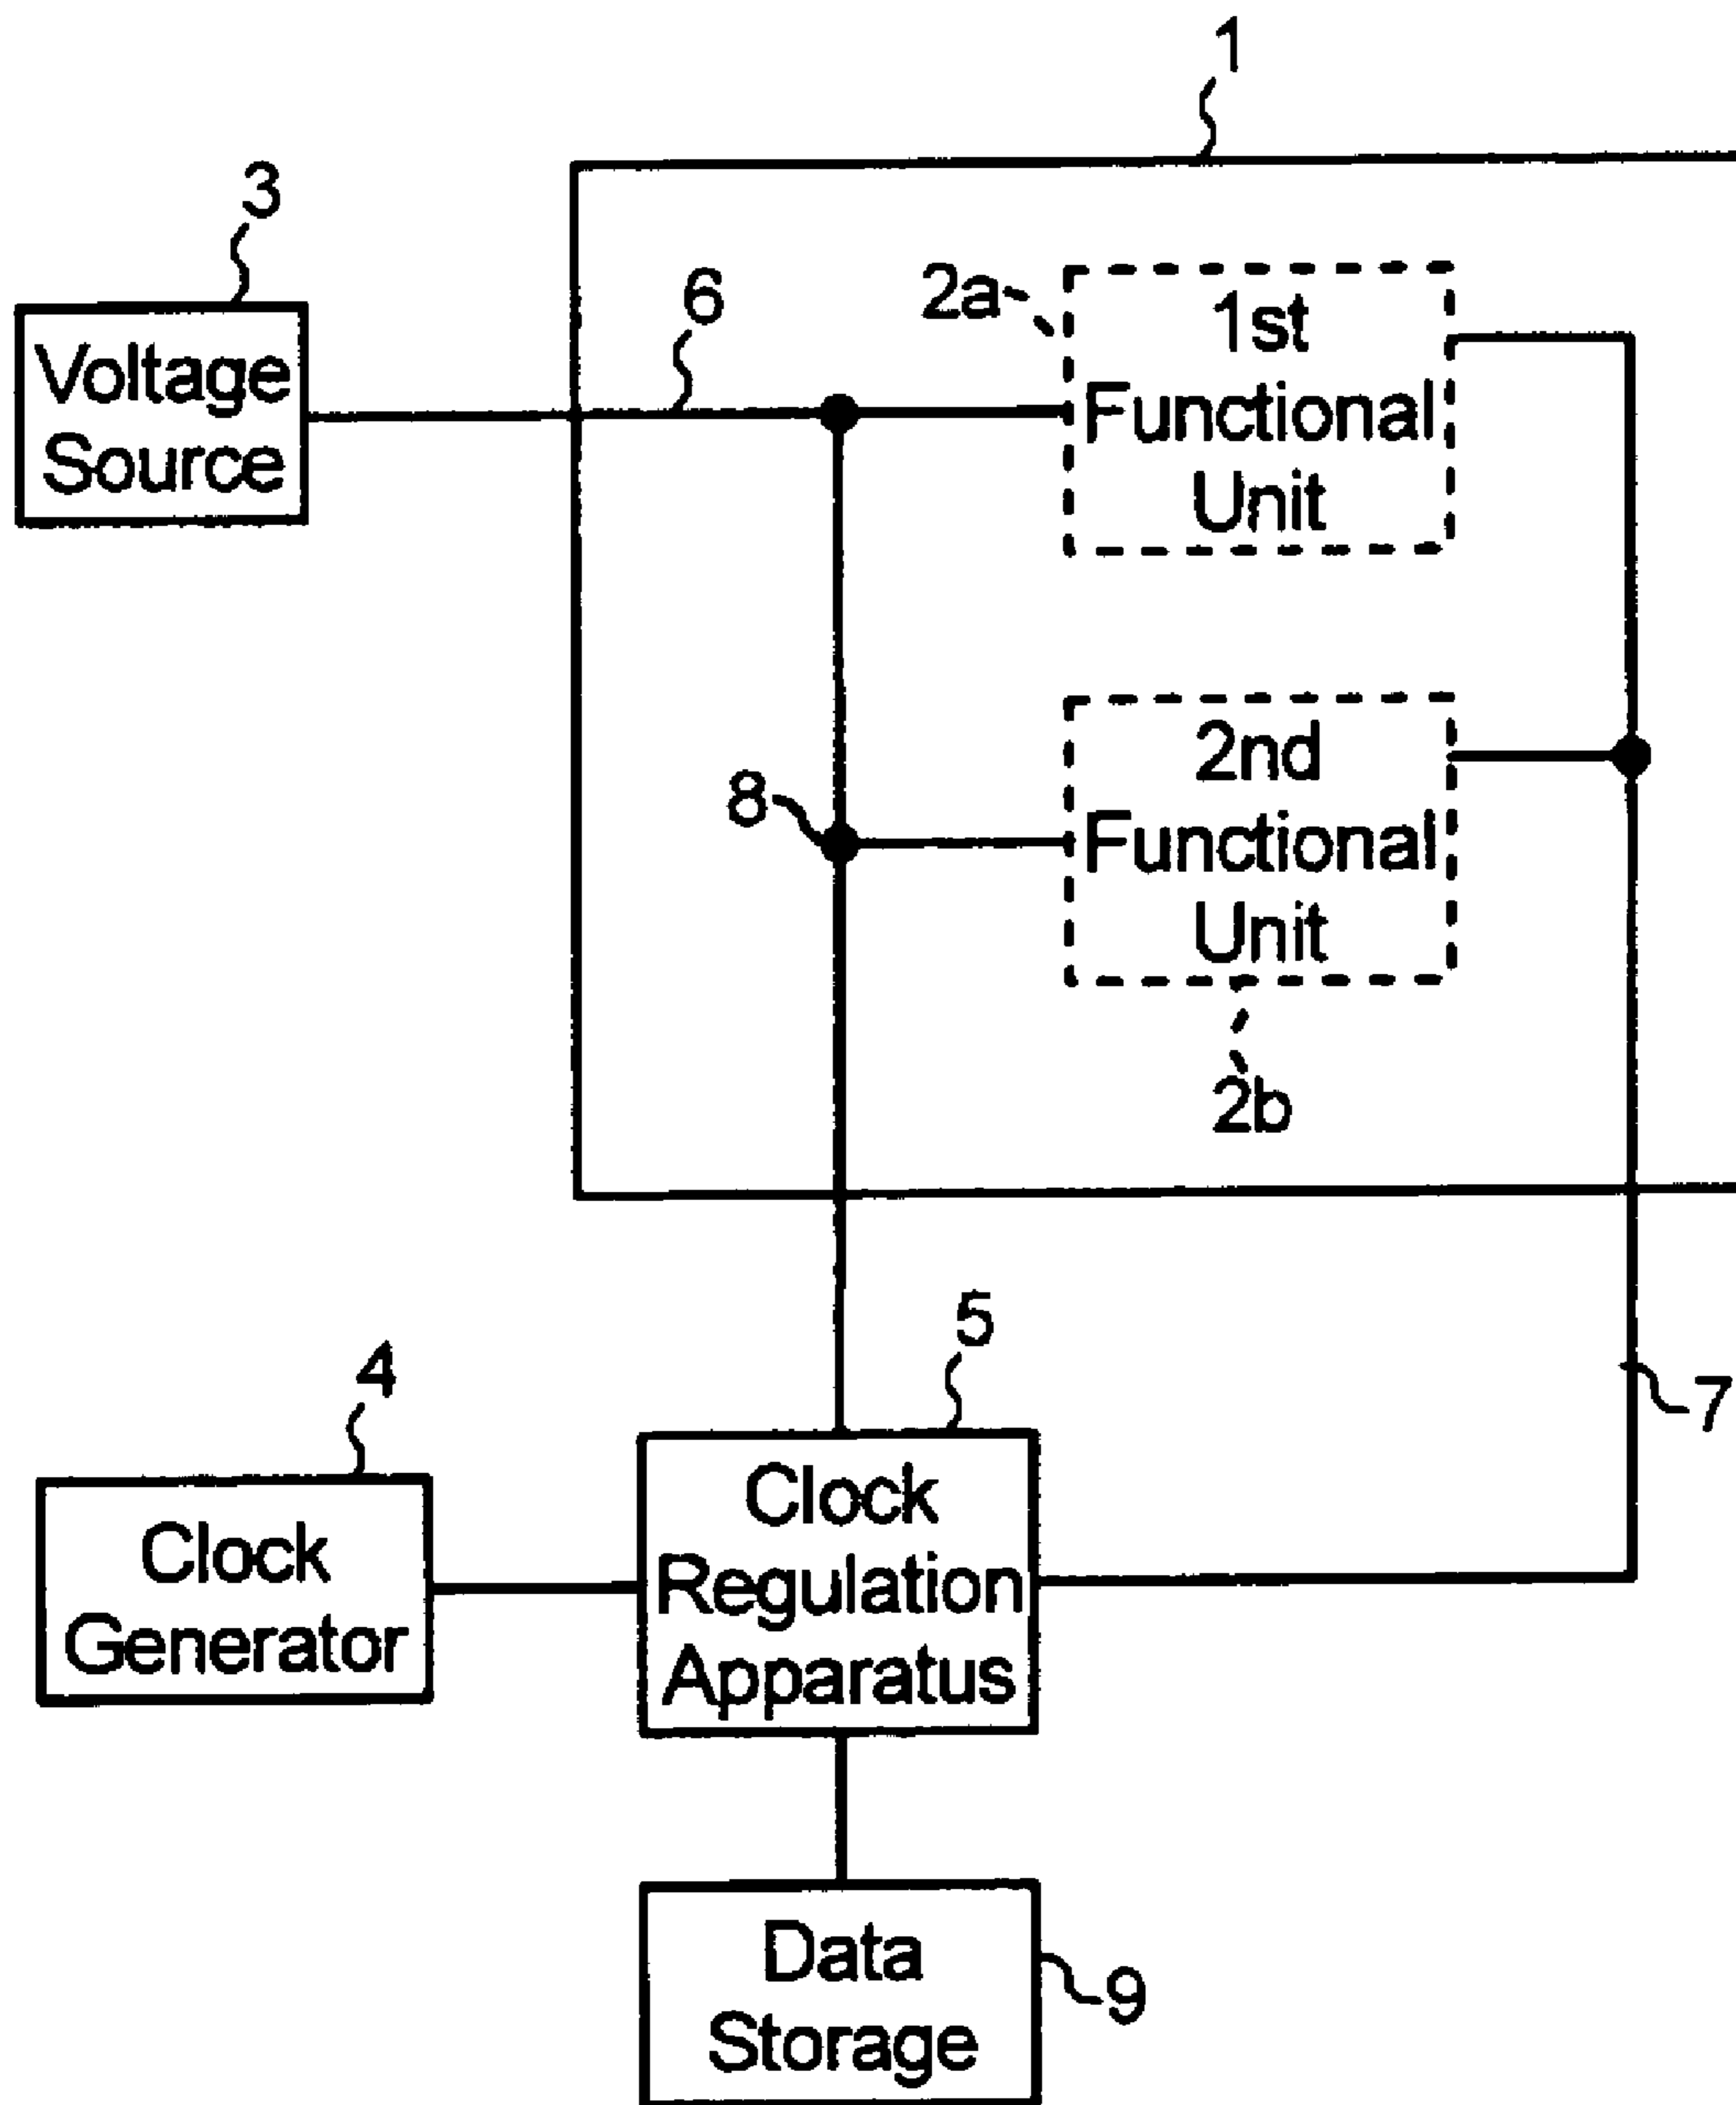 1
3
Voltage
Source
6
2a
1st
Functional
Unit
8
2nd
Functional
Unit
2b
5
4
Clock
Generator
Clock
Regulation
Apparatus
7
Data
Storage
9